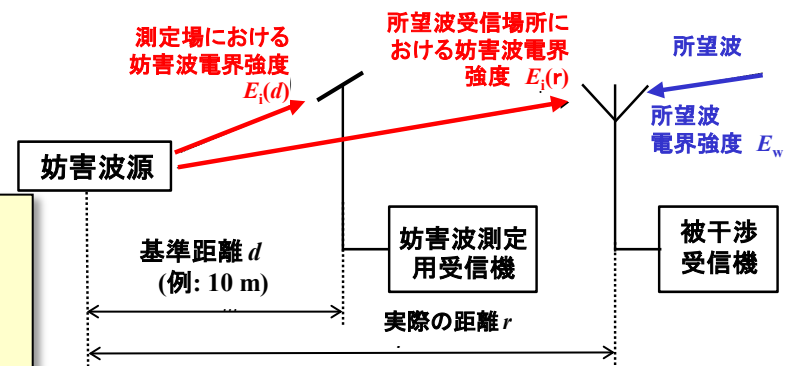 測定場における
妨害波電界強度
Ei(d)
所望波受信場所に
おける妨害波電界
強度 Ei(r)
所望波
所望波
電界強度 Ew
妨害波源
基準距離 d
(例: 10 m)
妨害波測定
用受信機
被干渉
受信機
実際の距離 r